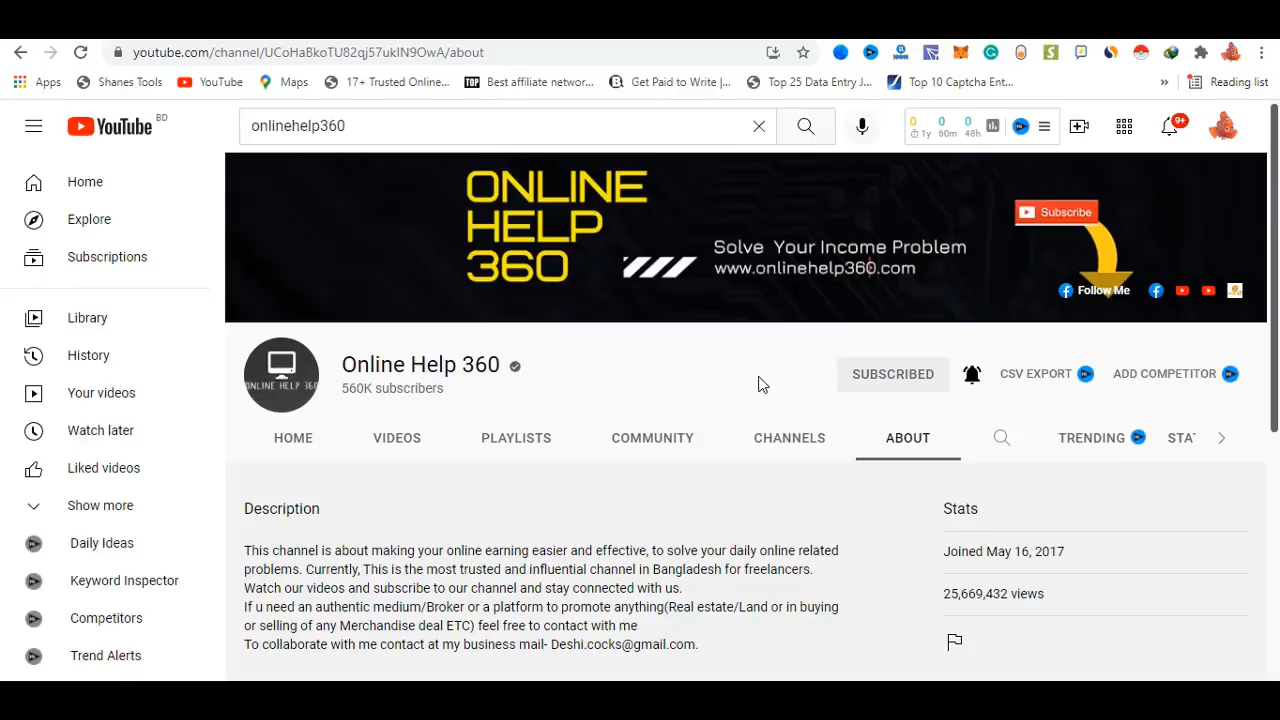 youtube.com/channel/UCoHaBkoTU82qj57uklN9OwA/about
Apps
Shanes Tools
YouTube
Maps
17+ Trusted Online...
TOP
Best affiliate networ...
Get Paid to Write |...
Top 25 Data Entry J...
Top 10 Captcha Ent...
»
Reading list
YouTube BD
onlinehelp360
0 0 0
1y 60m 48h
9+
Home
Explore
Subscriptions
Library
History
Your videos
Watch later
Liked videos
Show more
Daily Ideas
Keyword Inspector
Competitors
Trend Alerts
ONLINE
HELP
360
Solve Your Income Problem
www.onlinehelp360.com
Subscribe
Follow Me
ONLINE HELP 360
Online Help 360
560K subscribers
SUBSCRIBED
CSV EXPORT
ADD COMPETITOR
HOME
VIDEOS
PLAYLISTS
COMMUNITY
CHANNELS
ABOUT
TRENDING
STAT
Description
This channel is about making your online earning easier and effective, to solve your daily online related
problems. Currently, This is the most trusted and influential channel in Bangladesh for freelancers.
Watch our videos and subscribe to our channel and stay connected with us.
If u need an authentic medium/Broker or a platform to promote anything(Real estate/Land or in buying
or selling of any Merchandise deal ETC) feel free to contact with me
To collaborate with me contact at my business mail- Deshi.cocks@gmail.com.
Stats
Joined May 16, 2017
25,669,432 views